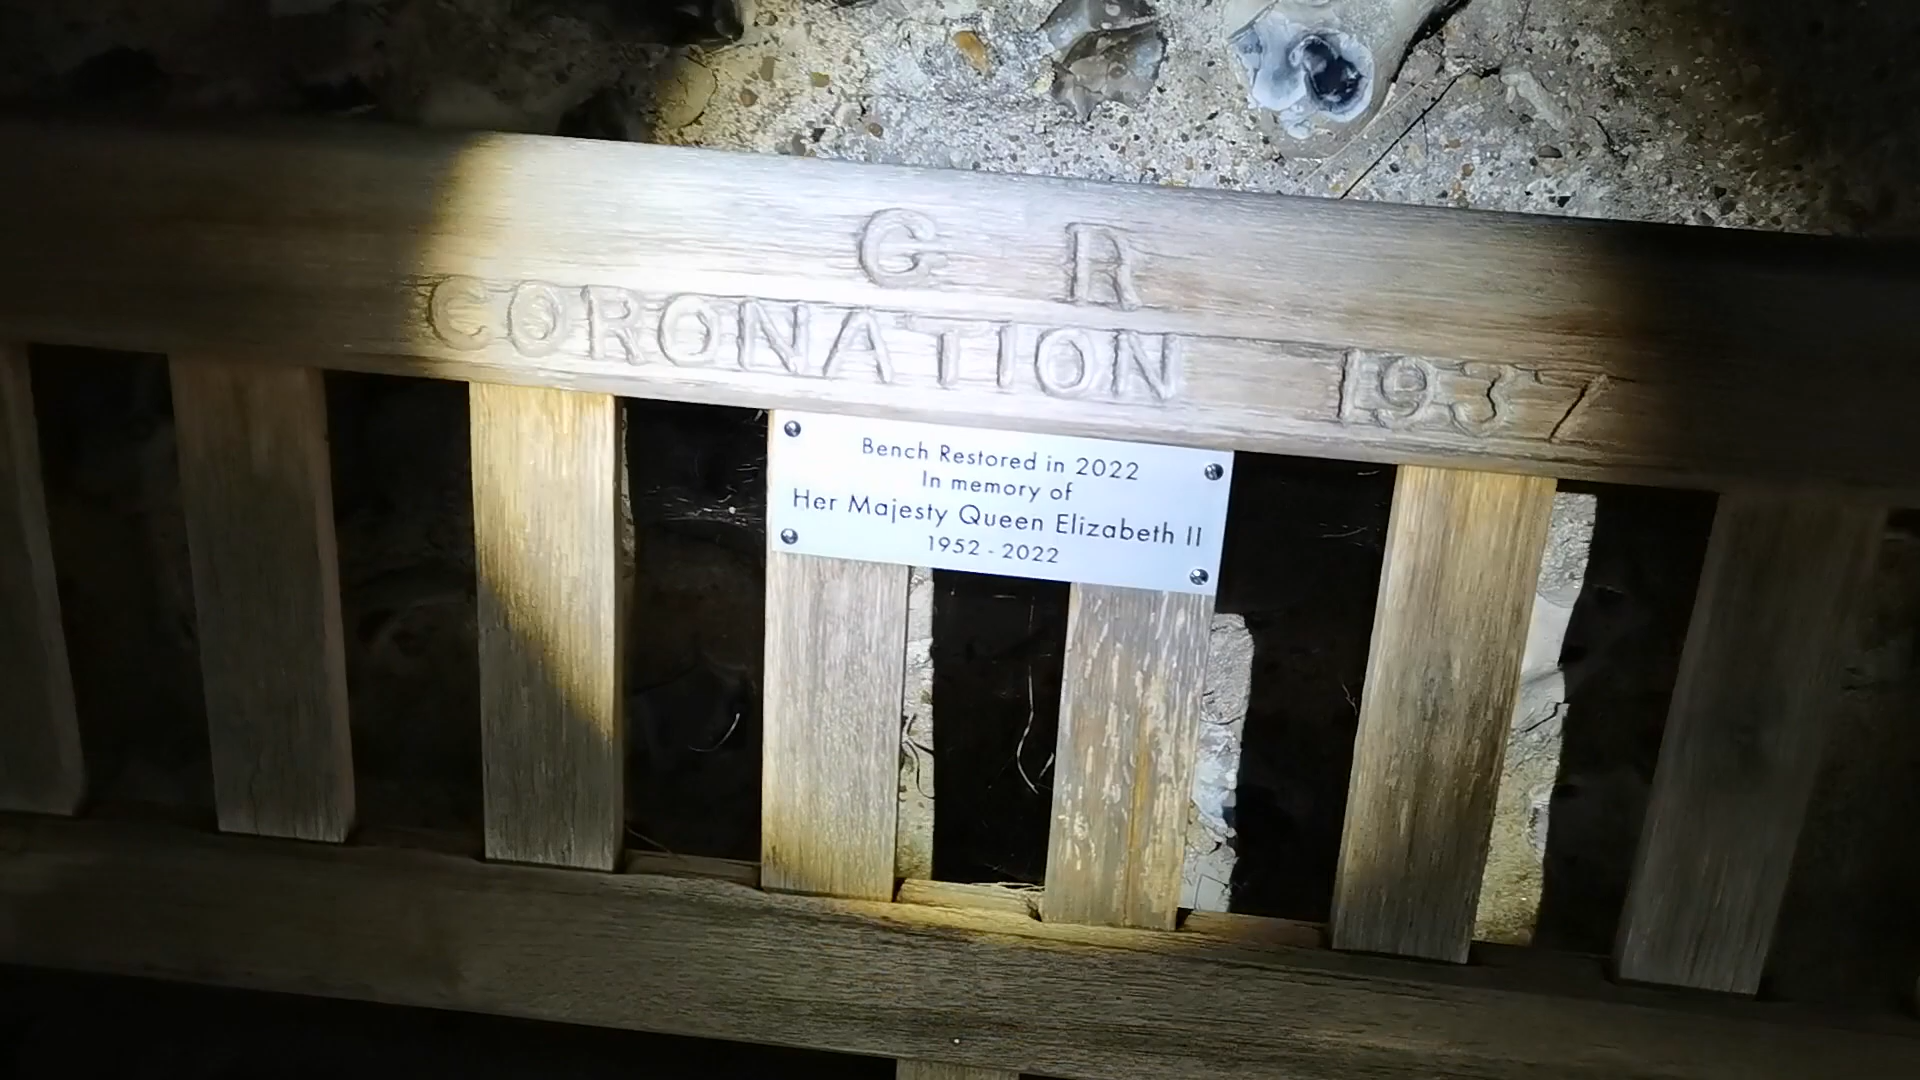 G R
CORONATION 1937
Bench Restored in 2022
In memory of
Her Majesty Queen Elizabeth II
1952 - 2022